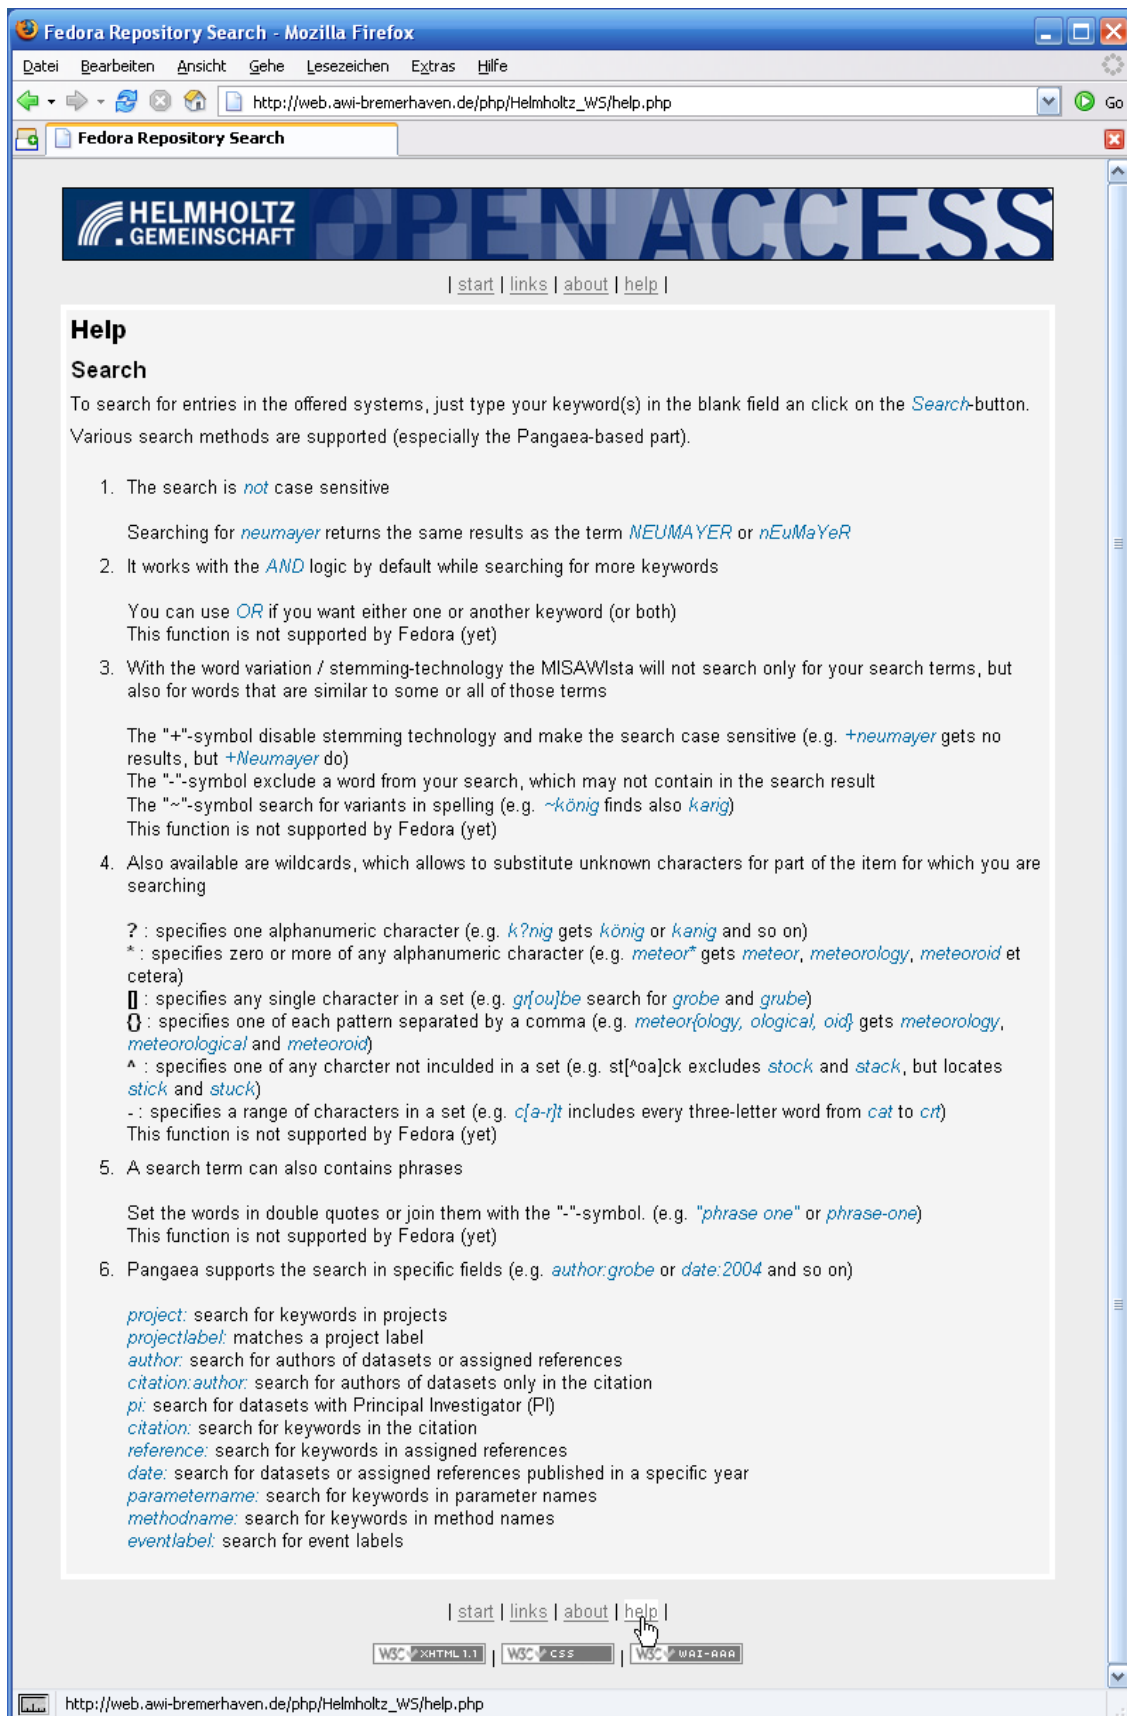 Fedora Repository Search - Mozilla Firefox
Datei Bearbeiten Ansicht Gehe Lesezeichen Extras Hilfe
http://web.awi-bremerhaven.de/php/Helmholtz_WS/help.php
Go
Fedora Repository Search
HELMHOLTZ
GEMEINSCHAFT
OPEN ACCESS
| start | links | about | help |
Help
Search
To search for entries in the offered systems, just type your keyword(s) in the blank field an click on the Search-button.
Various search methods are supported (especially the Pangaea-based part).
1. The search is not case sensitive
Searching for neumayer returns the same results as the term NEUMAYER or nEuMaYeR
2. It works with the AND logic by default while searching for more keywords
You can use OR if you want either one or another keyword (or both)
This function is not supported by Fedora (yet)
3. With the word variation / stemming-technology the MISAWIsta will not search only for your search terms, but
also for words that are similar to some or all of those terms
The "+"-symbol disable stemming technology and make the search case sensitive (e.g. +neumayer gets no
results, but +Neumayer do)
The "-"-symbol exclude a word from your search, which may not contain in the search result
The "~"-symbol search for variants in spelling (e.g. ~könig finds also karig)
This function is not supported by Fedora (yet)
4. Also available are wildcards, which allows to substitute unknown characters for part of the item for which you are
searching
? : specifies one alphanumeric character (e.g. k?nig gets könig or kanig and so on)
* : specifies zero or more of any alphanumeric character (e.g. meteor* gets meteor, meteorology, meteoroid et
cetera)
[] : specifies any single character in a set (e.g. gr[ou]be search for grobe and grube)
{} : specifies one of each pattern separated by a comma (e.g. meteor{ology, ological, oid} gets meteorology,
meteorological and meteoroid)
^ : specifies one of any charcter not inculded in a set (e.g. st[^oa]ck excludes stock and stack, but locates
stick and stuck)
- : specifies a range of characters in a set (e.g. c[a-r]t includes every three-letter word from cat to crt)
This function is not supported by Fedora (yet)
5. A search term can also contains phrases
Set the words in double quotes or join them with the "-"-symbol. (e.g. "phrase one" or phrase-one)
This function is not supported by Fedora (yet)
6. Pangaea supports the search in specific fields (e.g. author:grobe or date:2004 and so on)
project: search for keywords in projects
projectlabel: matches a project label
author: search for authors of datasets or assigned references
citation:author: search for authors of datasets only in the citation
pi: search for datasets with Principal Investigator (PI)
citation: search for keywords in the citation
reference: search for keywords in assigned references
date: search for datasets or assigned references published in a specific year
parametername: search for keywords in parameter names
methodname: search for keywords in method names
eventlabel: search for event labels
| start | links | about | help |
W3C XHTML 1.1 | W3C CSS | W3C WAI-AAA
http://web.awi-bremerhaven.de/php/Helmholtz_WS/help.php